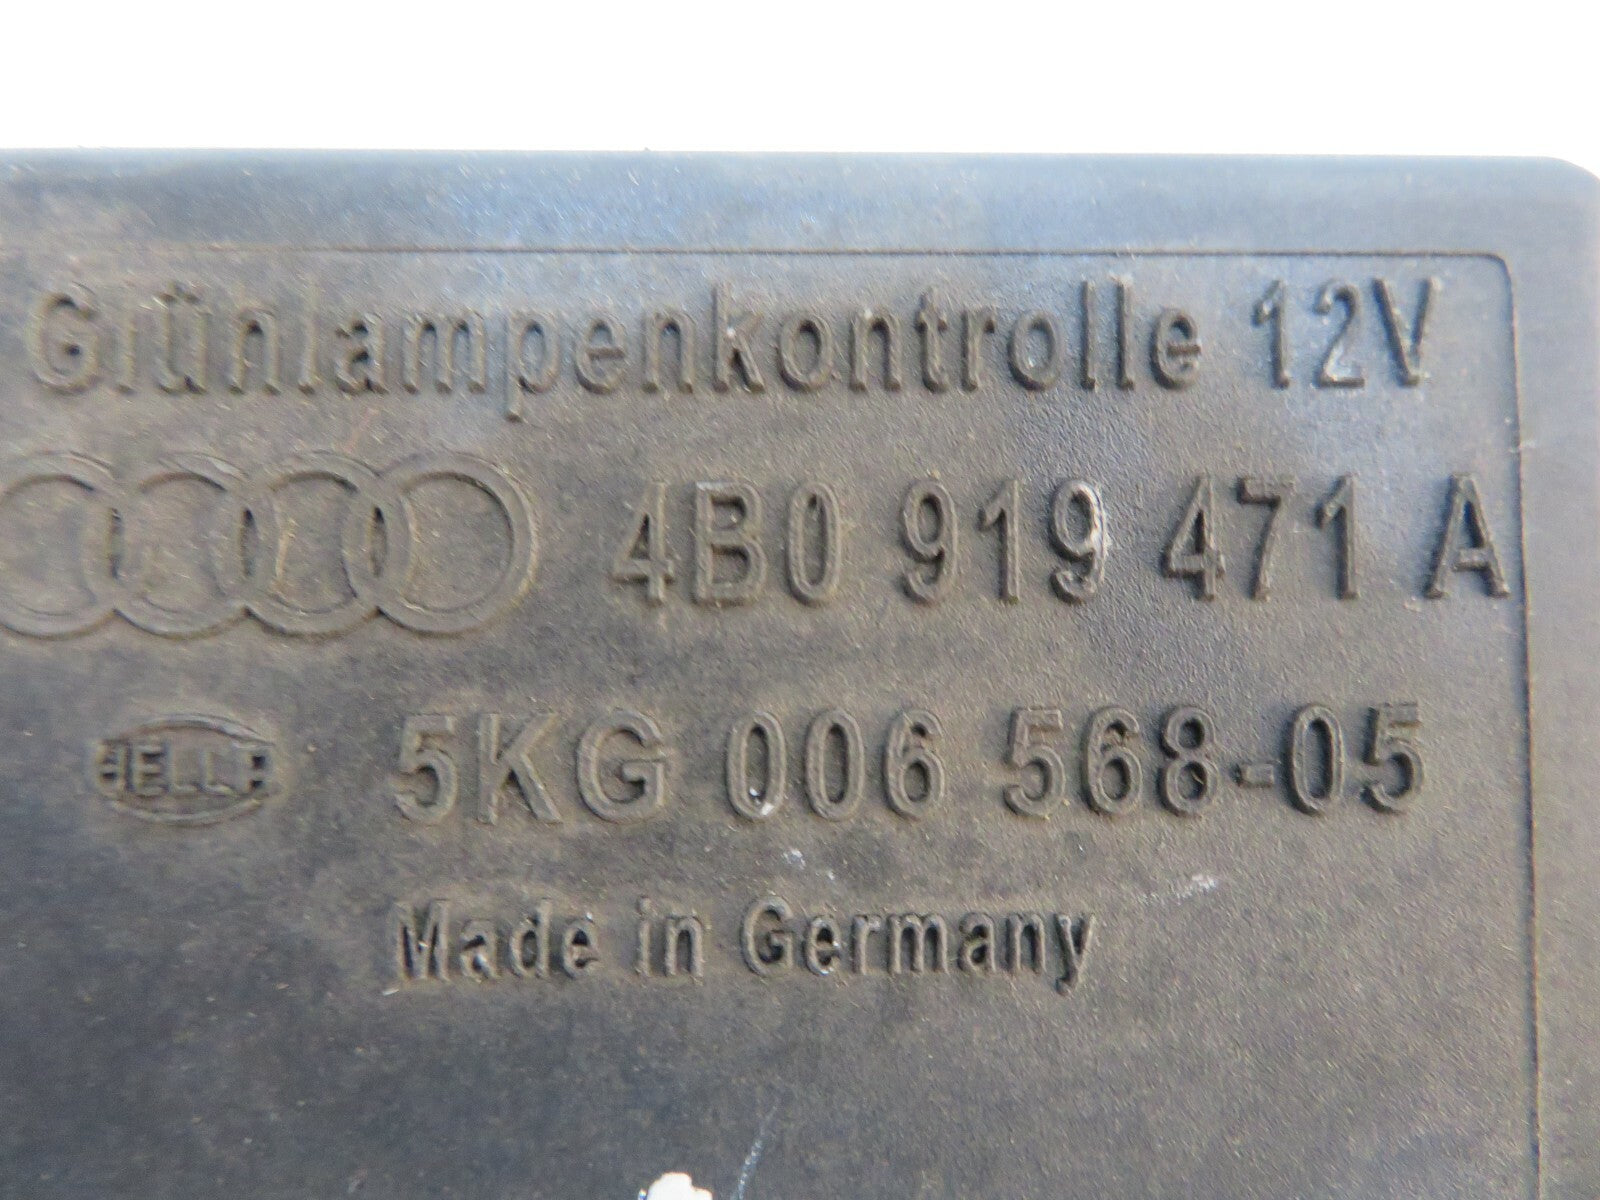 Grünlampenkontrolle 12V
4B0 919 471 A
HELLA 5KG 006 568-05
Made in Germany